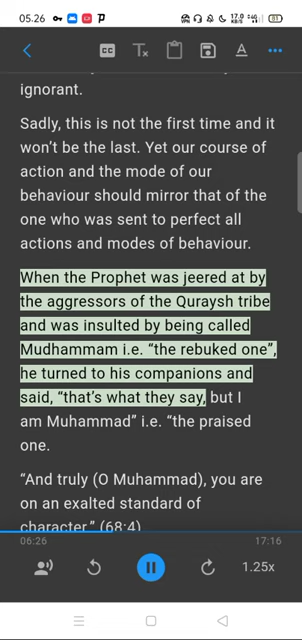 05.26
17.0 KB/S
81
CC
ignorant.
Sadly, this is not the first time and it
won't be the last. Yet our course of
action and the mode of our
behaviour should mirror that of the
one who was sent to perfect all
actions and modes of behaviour.
When the Prophet was jeered at by
the aggressors of the Quraysh tribe
and was insulted by being called
Mudhammam i.e. “the rebuked one”,
he turned to his companions and
said, “that’s what they say, but I
am Muhammad” i.e. “the praised
one.
“And truly (O Muhammad), you are
on an exalted standard of
character.” (68:4)
06:26
17:16
1.25x